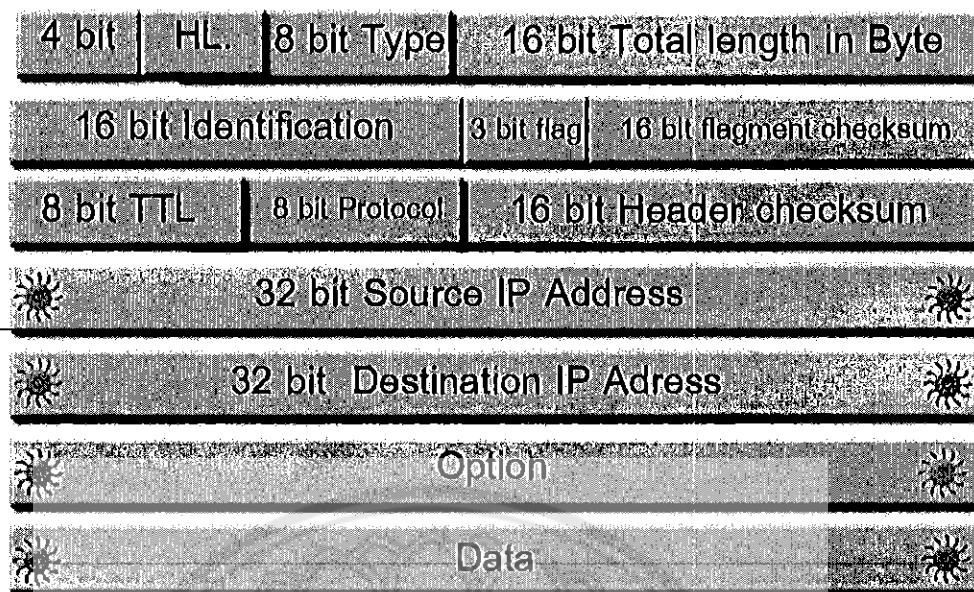 4 bit HL. 8 bit Type 16 bit Total length in Byte
16 bit Identification 3 bit flag 16 bit flagment checksum
8 bit TTL 8 bit Protocol 16 bit Header checksum
32 bit Source IP Address
32 bit Destination IP Adress
Option
Data